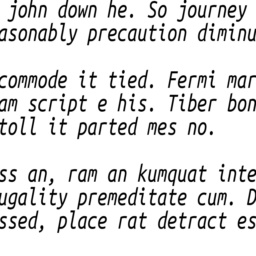 john down he. So journey
asonably precaution diminu
commode it tied. Fermi mar
am script e his. Tiber bon
toll it parted mes no.
ss an, ram an kumquat inte
ugality premeditate cum. D
ssed, place rat detract es